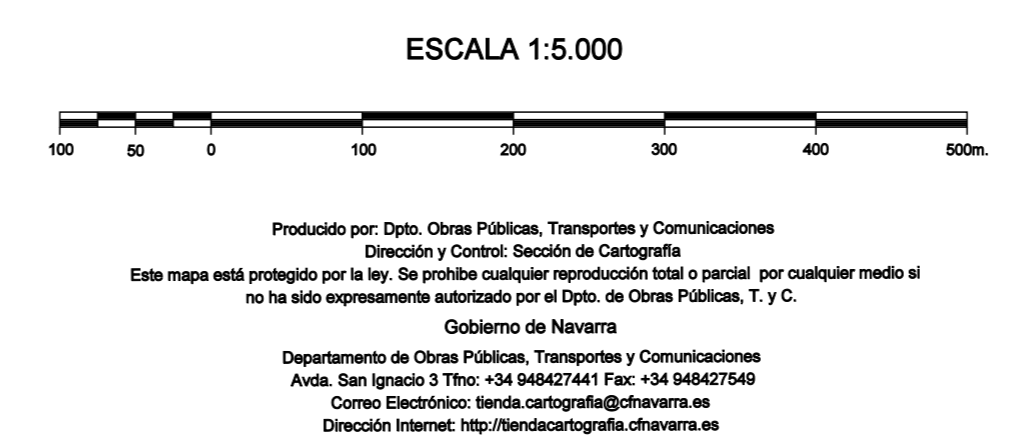 ESCALA 1:5.000
100 50 0 100 200 300 400 500m.
Producido por: Dpto. Obras Públicas, Transportes y Comunicaciones
Dirección y Control: Sección de Cartografía
Este mapa está protegido por la ley. Se prohibe cualquier reproducción total o parcial por cualquier medio si
no ha sido expresamente autorizado por el Dpto. de Obras Públicas, T. y C.
Gobierno de Navarra
Departamento de Obras Públicas, Transportes y Comunicaciones
Avda. San Ignacio 3 Tfno: +34 948427441 Fax: +34 948427549
Correo Electrónico: tienda.cartografia@cfnavarra.es
Dirección Internet: http://tiendacartografia.cfnavarra.es